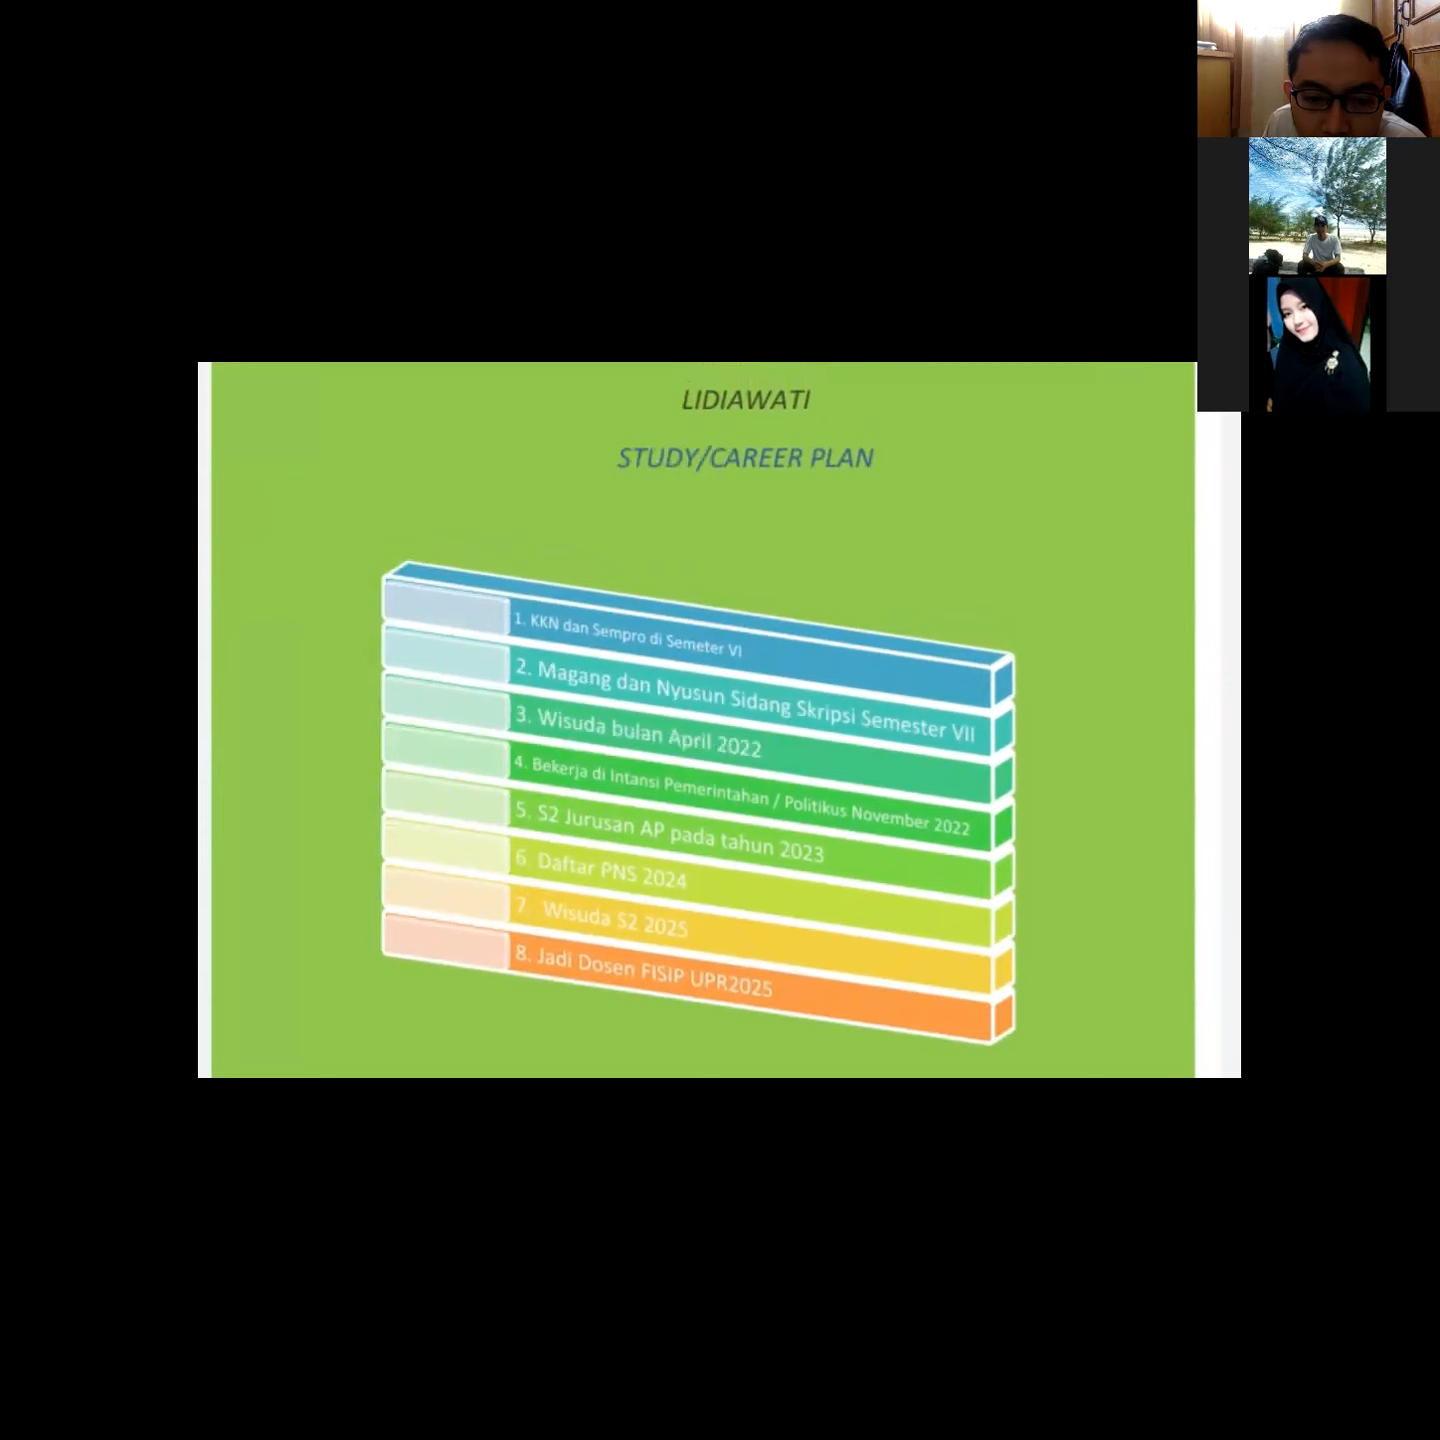 LIDIAWATI
STUDY/CAREER PLAN
1. KKN dan Sempro di Semeter VI
2. Magang dan Nyusun Sidang Skripsi Semester VII
3. Wisuda bulan April 2022
4. Bekerja di Intansi Pemerintahan / Politikus November 2022
5. S2 Jurusan AP pada tahun 2023
6. Daftar PNS 2024
7. Wisuda S2 2025
8. Jadi Dosen FISIP UPR2025